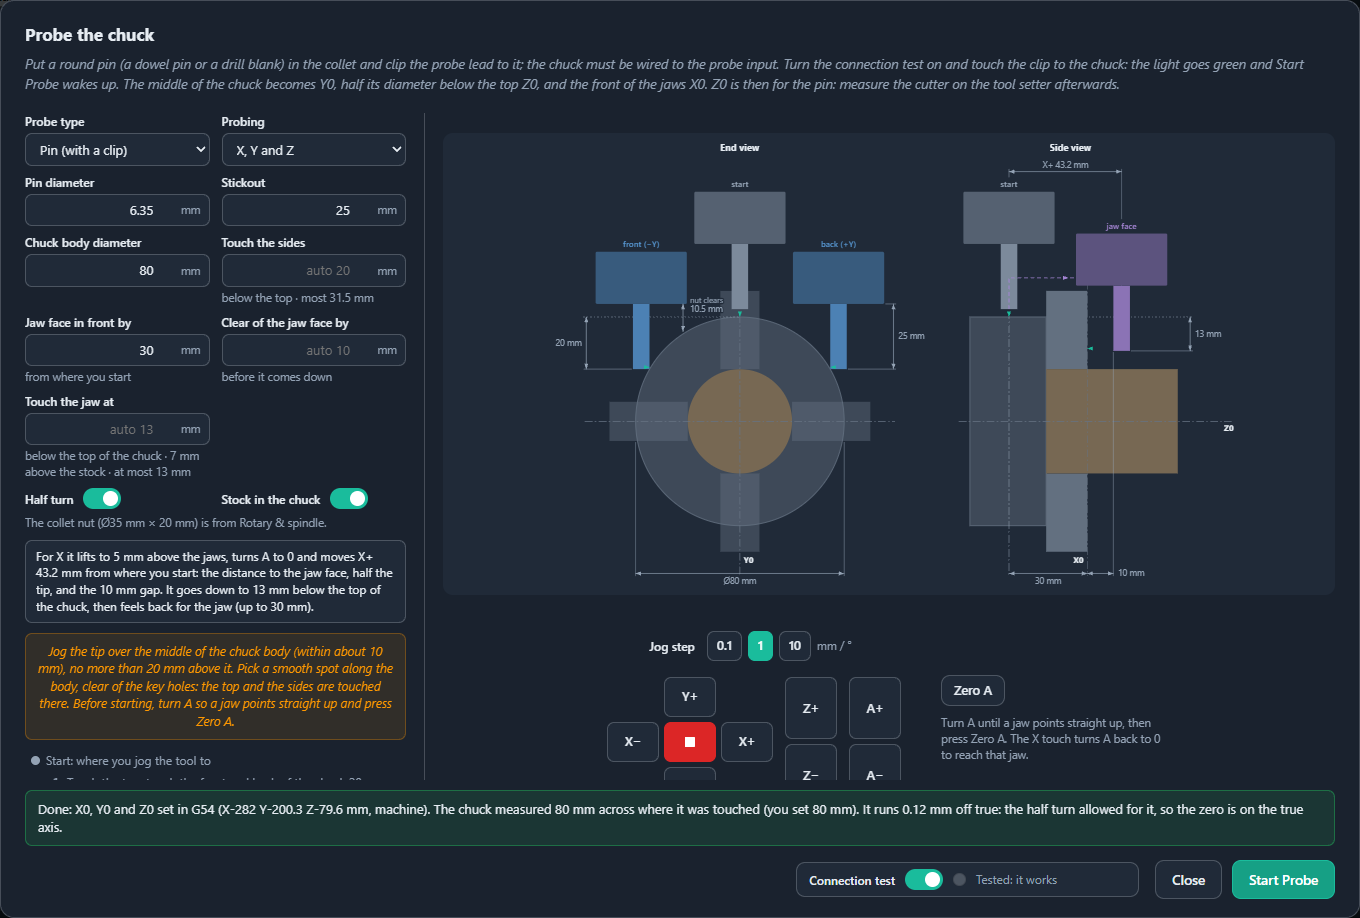 Probe the chuck
Put a round pin (a dowel pin or a drill blank) in the collet and clip the probe lead to it; the chuck must be wired to the probe input. Turn the connection test on and touch the clip to the chuck: the light goes green and Start
Probe wakes up. The middle of the chuck becomes Y0, half its diameter below the top Z0, and the front of the jaws X0. Z0 is then for the pin: measure the cutter on the tool setter afterwards.
Probe type
Probing
Pin (with a clip)
X, Y and Z
Pin diameter
Stickout
6.35 mm
25 mm
Chuck body diameter
Touch the sides
80 mm
auto 20 mm
below the top · most 31.5 mm
Jaw face in front by
Clear of the jaw face by
30 mm
auto 10 mm
from where you start
before it comes down
Touch the jaw at
auto 13 mm
below the top of the chuck · 7 mm
above the stock · at most 13 mm
Half turn
Stock in the chuck
The collet nut (Ø35 mm × 20 mm) is from Rotary & spindle.
For X it lifts to 5 mm above the jaws, turns A to 0 and moves X+
43.2 mm from where you start: the distance to the jaw face, half the
tip, and the 10 mm gap. It goes down to 13 mm below the top of
the chuck, then feels back for the jaw (up to 30 mm).
Jog the tip over the middle of the chuck body (within about 10
mm), no more than 20 mm above it. Pick a smooth spot along the
body, clear of the key holes: the top and the sides are touched
there. Before starting, turn A so a jaw points straight up and press
Zero A.
Start: where you jog the tool to
End view
start
front (−Y)
back (+Y)
nut clears
10.5 mm
20 mm
25 mm
Y0
Ø80 mm
Side view
X+ 43.2 mm
start
jaw face
13 mm
Z0
X0
30 mm
10 mm
Jog step
0.1
1
10
mm / °
Y+
X−
X+
Z+
A+
Z−
A−
Zero A
Turn A until a jaw points straight up, then
press Zero A. The X touch turns A back to 0
to reach that jaw.
Done: X0, Y0 and Z0 set in G54 (X-282 Y-200.3 Z-79.6 mm, machine). The chuck measured 80 mm across where it was touched (you set 80 mm). It runs 0.12 mm off true: the half turn allowed for it, so the zero is on the true
axis.
Connection test
Tested: it works
Close
Start Probe